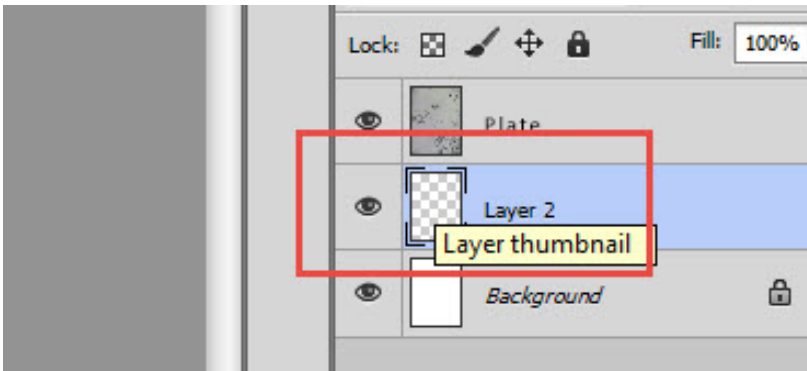 Lock: Fill: 100%
Plate
Layer 2
Layer thumbnail
Background